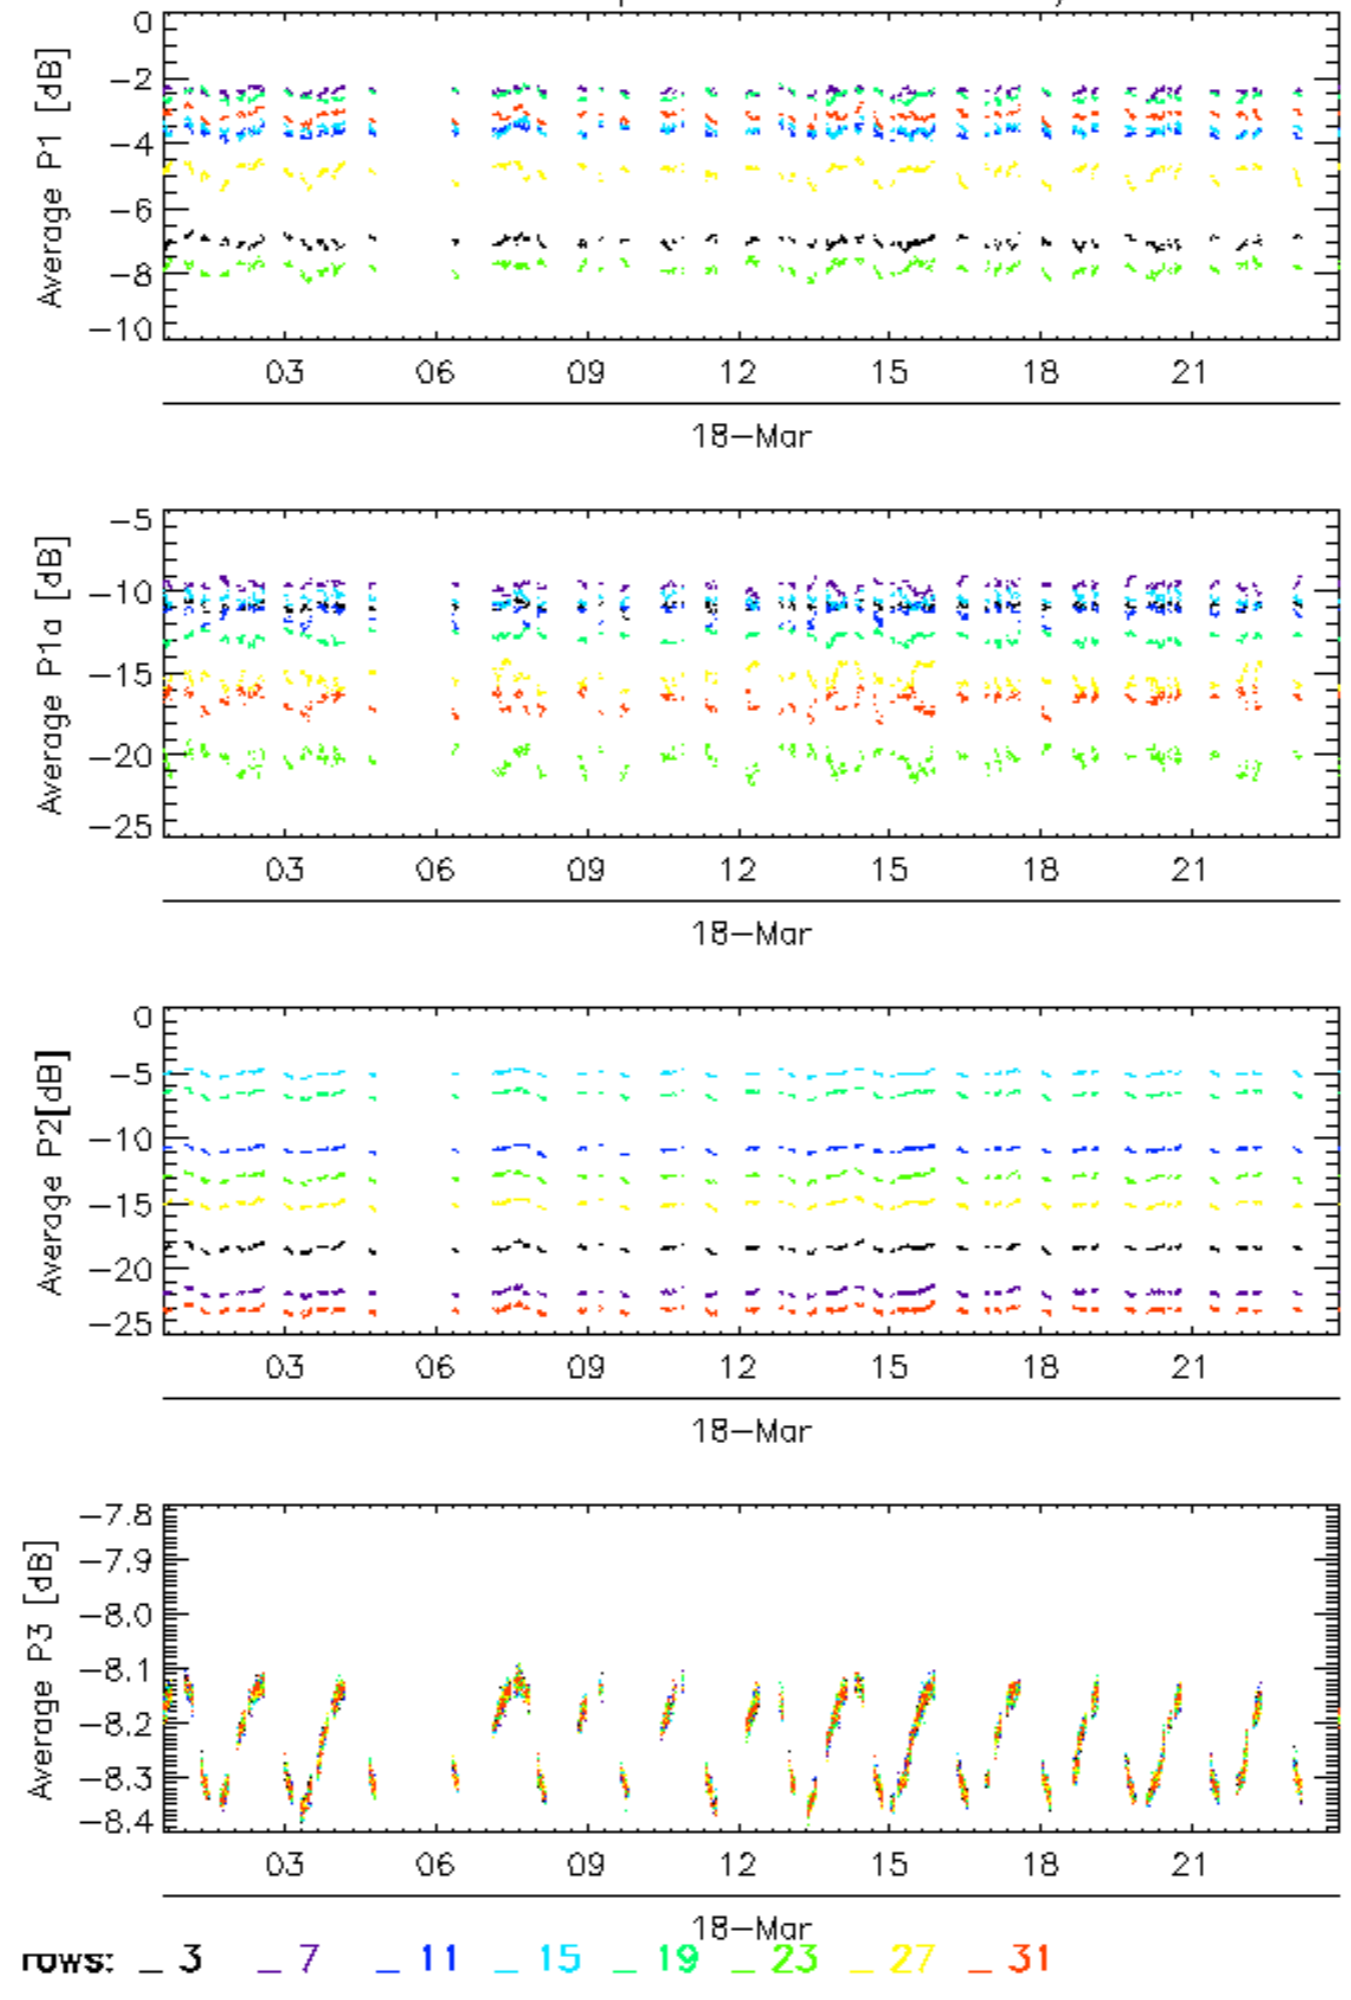 Average P1 [dB]
0
−2
−4
−6
−8
−10
03 06 09 12 15 18 21
18−Mar
Average P1a [dB]
−5
−10
−15
−20
−25
03 06 09 12 15 18 21
18−Mar
Average P2[dB]
0
−5
−10
−15
−20
−25
03 06 09 12 15 18 21
18−Mar
Average P3 [dB]
−7.8
−7.9
−8.0
−8.1
−8.2
−8.3
−8.4
03 06 09 12 15 18 21
18−Mar
rows: _ 3 _ 7 _ 11 _ 15 _ 19 _ 23 _ 27 _ 31